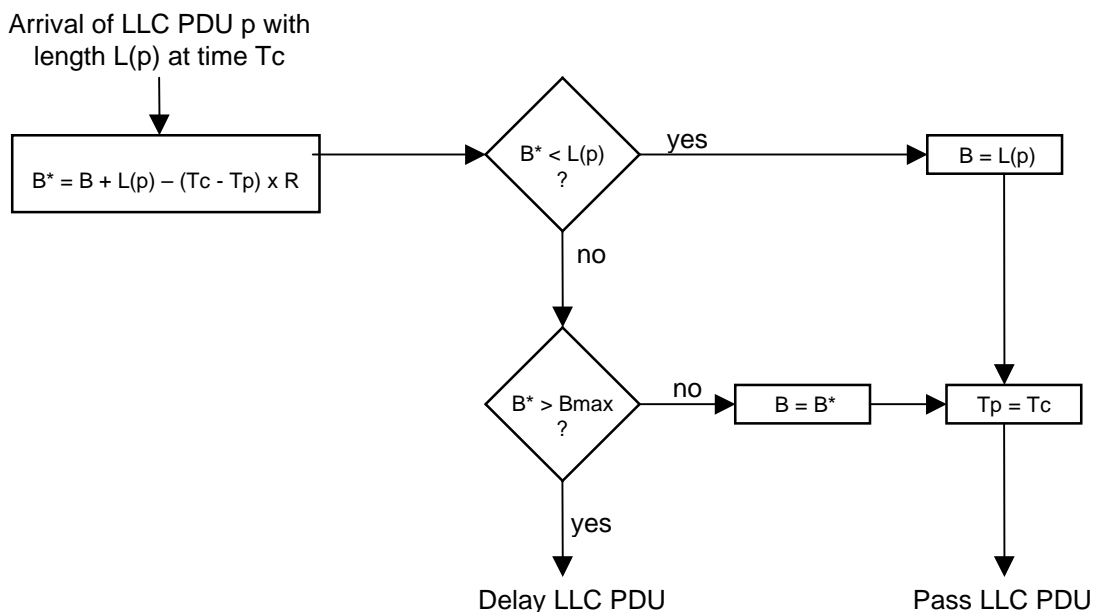 Arrival of LLC PDU p with
length L(p) at time Tc
B* = B + L(p) – (Tc - Tp) x R
B* < L(p)
?
yes
B = L(p)
no
B* > Bmax
?
no
B = B*
Tp = Tc
yes
Delay LLC PDU
Pass LLC PDU